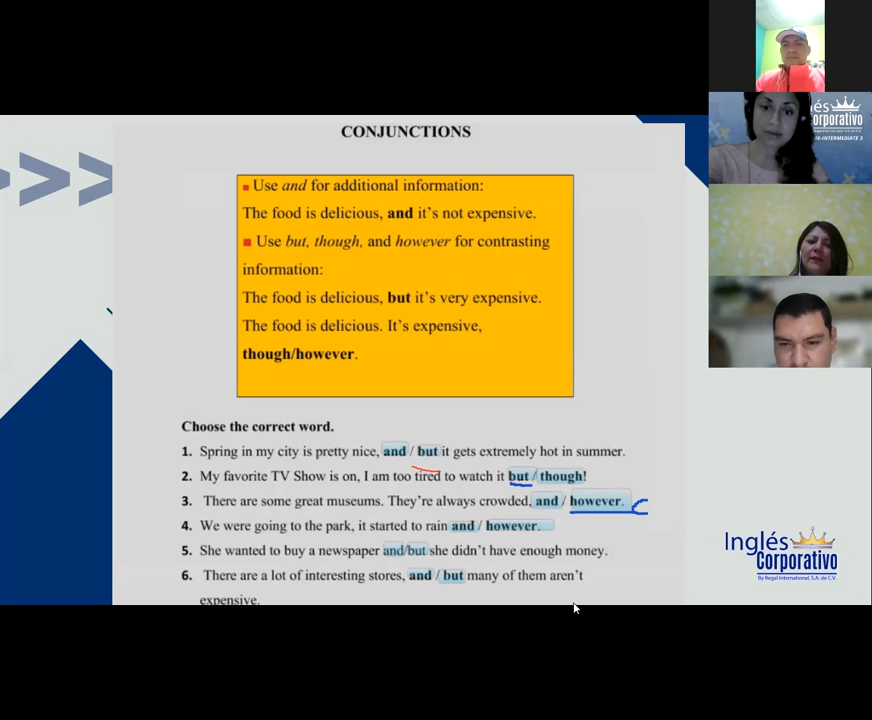 CONJUNCTIONS
▪ Use and for additional information:
The food is delicious, and it's not expensive.
■ Use but, though, and however for contrasting
information:
The food is delicious, but it's very expensive.
The food is delicious. It's expensive,
though/however.
Choose the correct word.
1. Spring in my city is pretty nice, and / but it gets extremely hot in summer.
2. My favorite TV Show is on, I am too tired to watch it but / though!
3. There are some great museums. They're always crowded, and / however.
4. We were going to the park, it started to rain and / however.
5. She wanted to buy a newspaper and/but she didn't have enough money.
6. There are a lot of interesting stores, and / but many of them aren't
expensive.
Inglés
Corporativo
By Regal International, S.A. de C.V.
és
orporativo
-INTERMEDIATE